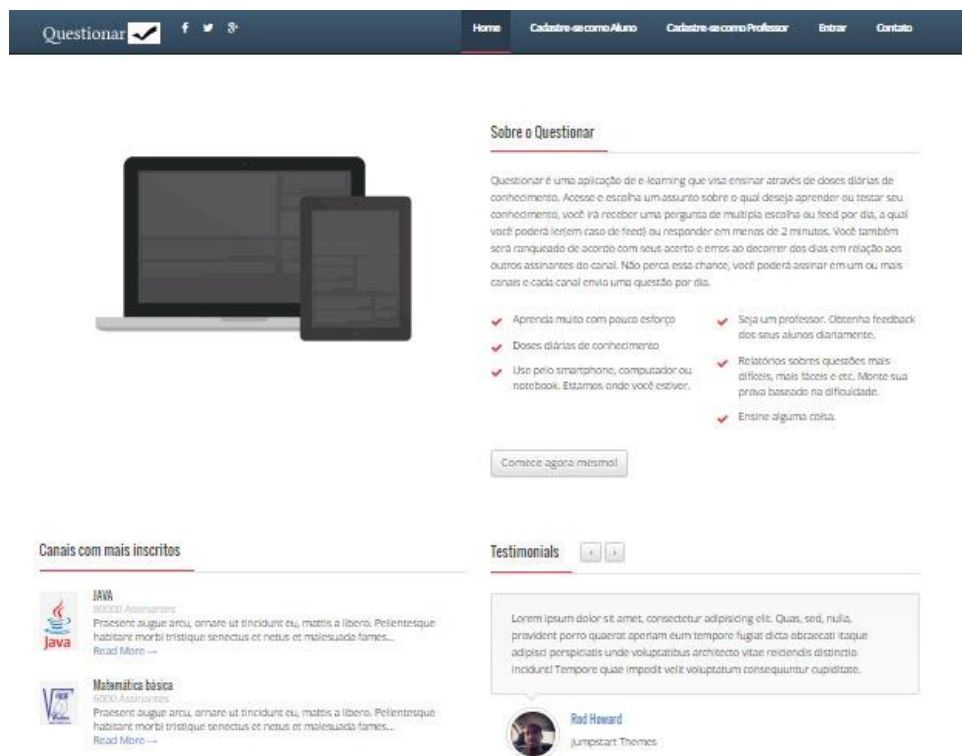 Questionar
Home Cadastre-se como Aluno Cadastre-se como Professor Entrar Contato
Sobre o Questionar
Questionar é uma aplicação de e-learning que visa ensinar através de doses diárias de
conhecimento. Acesse e escolha um assunto sobre o qual deseja aprender ou testar seu
conhecimento, você irá receber uma pergunta de multipla escolha ou feed por dia, a qual
você poderá ler(em caso de feed) ou responder em menos de 2 minutos. Você também
será ranqueado de acordo com seus acerto e erros ao decorrer dos dias em relação aos
outros assinantes do canal. Não perca essa chance, você poderá assinar em um ou mais
canais e cada canal envia uma questão por dia.
Aprenda muito com pouco esforço
Doses diárias de conhecimento
Use pelo smartphone, computador ou
notebook. Estamos onde você estiver.
Seja um professor. Obtenha feedback
dos seus alunos diariamente.
Relatórios sobres questões mais
difíceis, mais fáceis e etc. Monte sua
prova baseado na dificuldade.
Ensine alguma coisa.
Comece agora mesmo!
Canais com mais inscritos
JAVA
90000 Assinantes
Praesent augue arcu, ornare ut tincidunt eu, mattis a libero. Pellentesque
habitant morbi tristique senectus et netus et malesuada fames...
Read More →
Java
Matemática básica
6000 Assinantes
Praesent augue arcu, ornare ut tincidunt eu, mattis a libero. Pellentesque
habitant morbi tristique senectus et netus et malesuada fames...
Read More →
Testimonials
Lorem ipsum dolor sit amet, consectetur adipisicing elit. Quas, sed, nulla,
provident porro quaerat aperiam eum tempore fugiat dicta obcaecati itaque
adipisci perspiciatis unde voluptatibus architecto vitae reiciendis distinctio
incidunt! Tempore quae impedit velit voluptatum consequuntur cupiditate.
Rod Howard
Jumpstart Themes